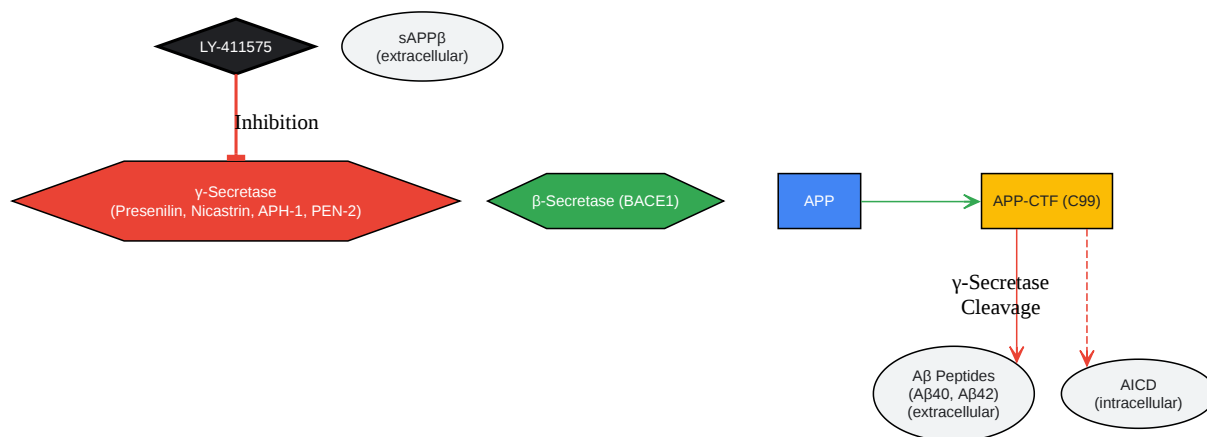 LY-411575
sAPPβ
(extracellular)
Inhibition
γ-Secretase
(Presenilin, Nicastrin, APH-1, PEN-2)
β-Secretase (BACE1)
APP
APP-CTF (C99)
γ-Secretase
Cleavage
Aβ Peptides
(Aβ40, Aβ42)
(extracellular)
AICD
(intracellular)